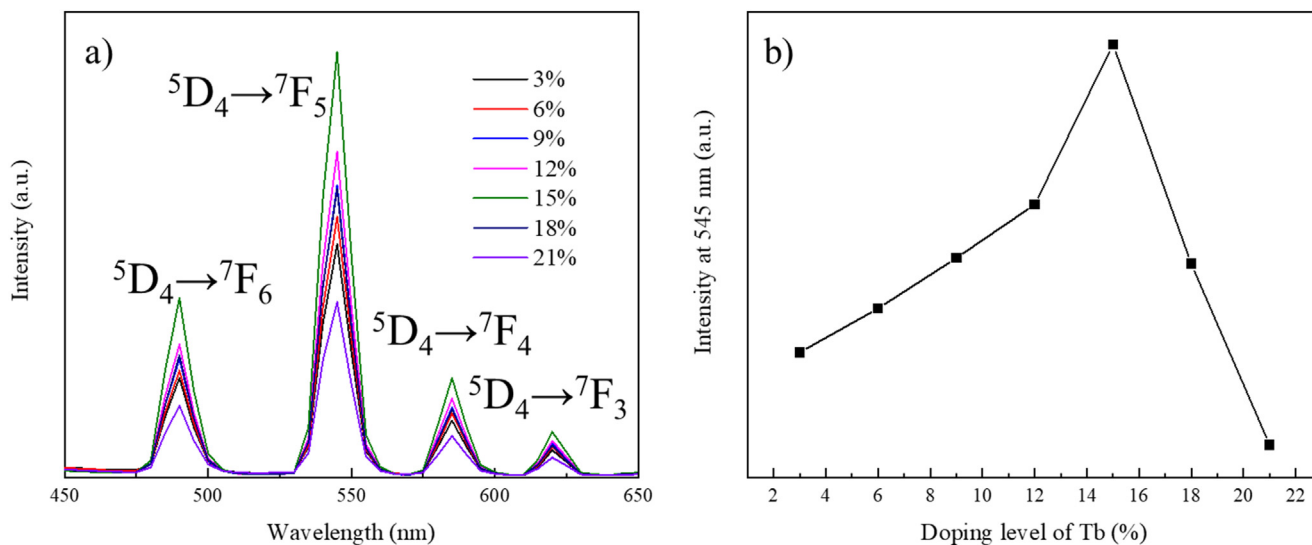 a)
⁵D₄→⁷F₅
⁵D₄→⁷F₆
⁵D₄→⁷F₄
⁵D₄→⁷F₃
3%
6%
9%
12%
15%
18%
21%
Intensity (a.u.)
450 500 550 600 650
Wavelength (nm)
b)
Intensity at 545 nm (a.u.)
2 4 6 8 10 12 14 16 18 20 22
Doping level of Tb (%)